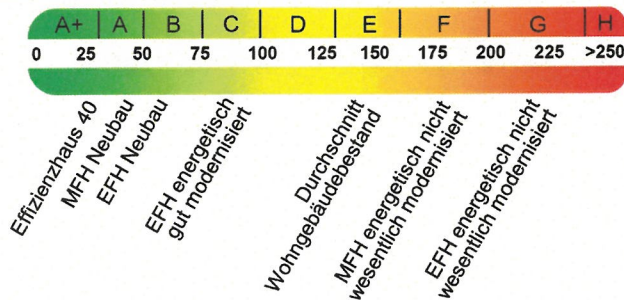 A+ A B C D E F G H
0 25 50 75 100 125 150 175 200 225 >250
Effizienzhaus 40
MFH Neubau
EFH Neubau
EFH energetisch
gut modernisiert
Durchschnitt
Wohngebäudebestand
MFH energetisch nicht
wesentlich modernisiert
EFH energetisch nicht
wesentlich modernisiert